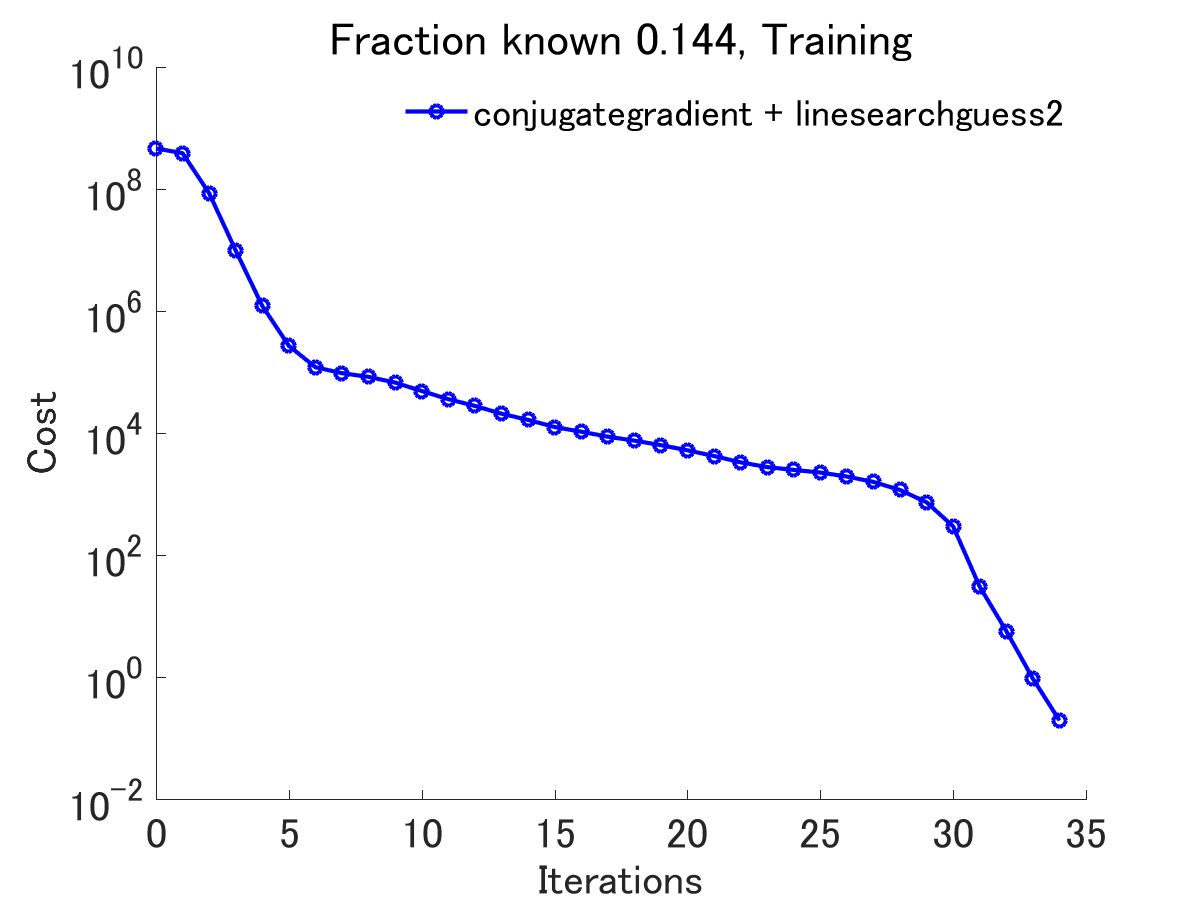 Fraction known 0.144, Training
conjugategradient + linesearchguess2
10^10
10^8
10^6
10^4
10^2
10^0
10^-2
Cost
0 5 10 15 20 25 30 35
Iterations